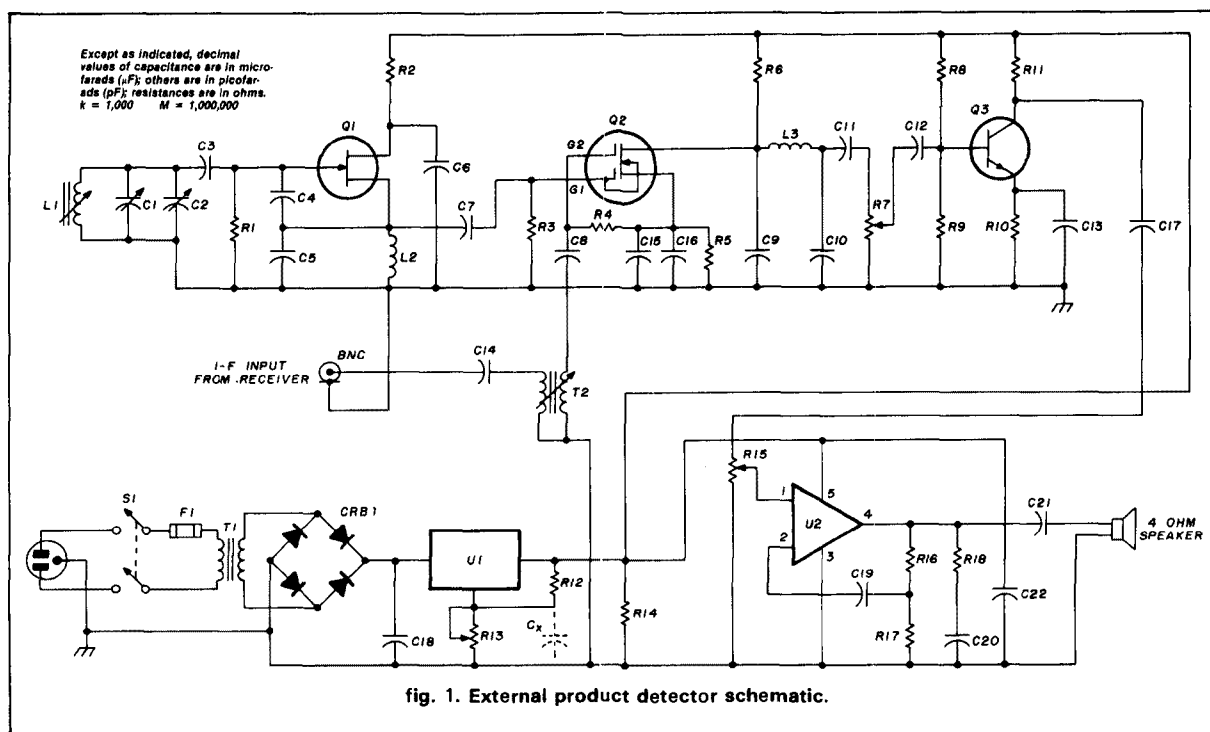 Except as indicated, decimal
values of capacitance are in micro-
farads (μF); others are in picofar-
ads (pF); resistances are in ohms.
k = 1,000 M = 1,000,000
R2
R6
R8
R11
Q1
Q2
Q3
C3
G2
L3
C11
C12
C6
L1
C1
C2
C4
G1
C7
R7
R1
R3
R4
C5
L2
C8
C15
C16
R5
C9
C10
R9
R10
C13
C17
I-F INPUT
FROM RECEIVER
BNC
C14
T2
S1
F1
T1
CRB1
U1
R12
R13
Cx
C18
R14
R15
1
5
U2
4
2
3
C19
R16
R17
R18
C20
C21
C22
4 OHM
SPEAKER
fig. 1. External product detector schematic.